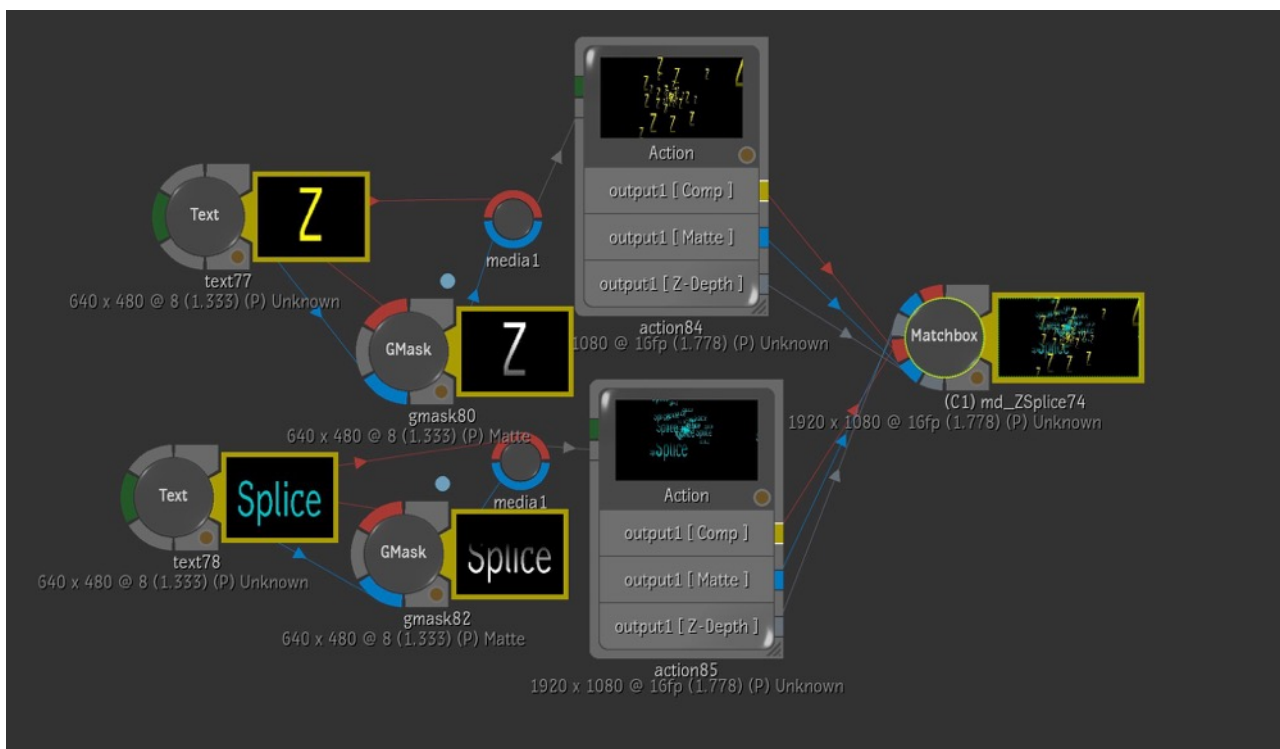 Text
Z
text77
640 x 480 @ 8 (1.333) (P) Unknown
media1
GMask
Z
gmask80
640 x 480 @ 8 (1.333) (P) Matte
Action
output1 [ Comp ]
output1 [ Matte ]
output1 [ Z-Depth ]
action84
1080 @ 16fp (1.778) (P) Unknown
Text
Splice
text78
640 x 480 @ 8 (1.333) (P) Unknown
media1
GMask
Splice
gmask82
640 x 480 @ 8 (1.333) (P) Matte
Splice
Action
output1 [ Comp ]
output1 [ Matte ]
output1 [ Z-Depth ]
action85
1920 x 1080 @ 16fp (1.778) (P) Unknown
Matchbox
(C1) md_ZSplice74
1920 x 1080 @ 16fp (1.778) (P) Unknown